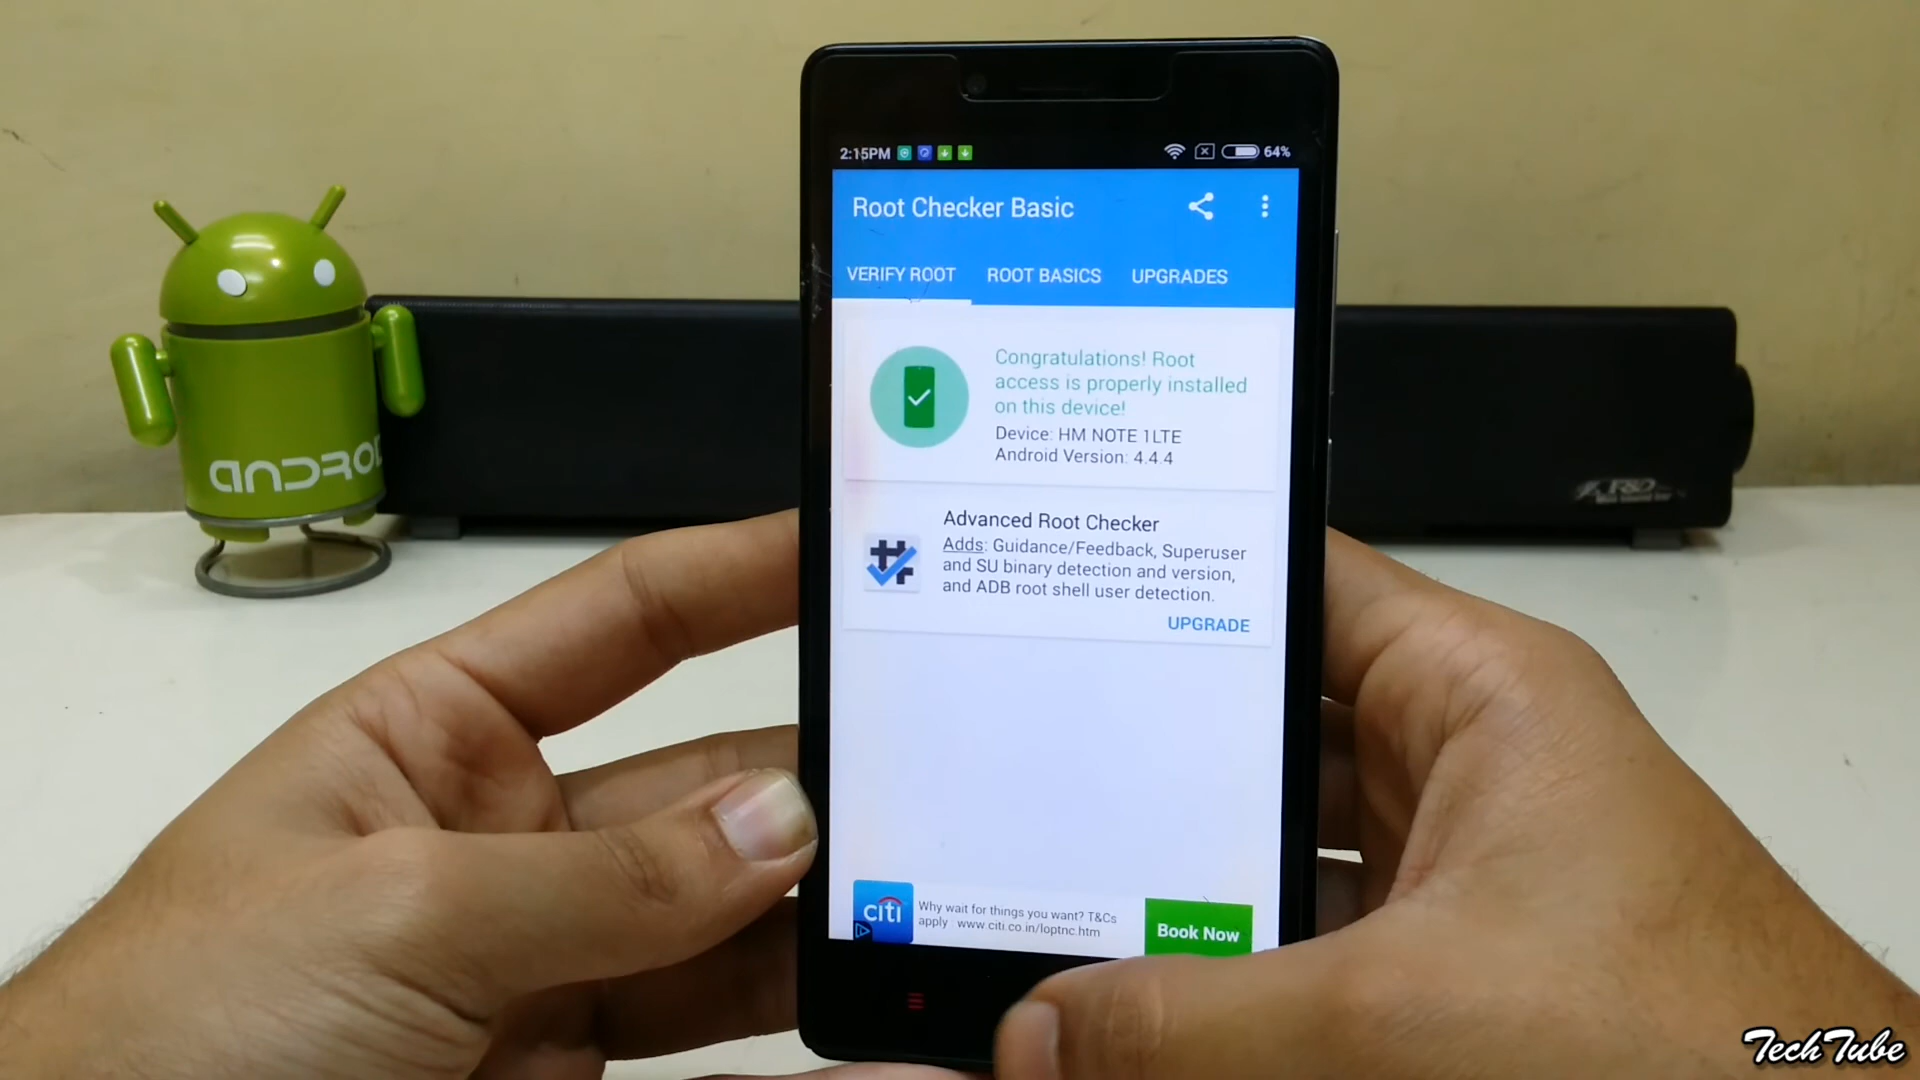 2:15PM
64%
Root Checker Basic
VERIFY ROOT ROOT BASICS UPGRADES
Congratulations! Root
access is properly installed
on this device!
Device: HM NOTE 1LTE
Android Version: 4.4.4
Advanced Root Checker
Adds: Guidance/Feedback, Superuser
and SU binary detection and version,
and ADB root shell user detection.
UPGRADE
citi
Why wait for things you want? T&Cs
apply www.citi.co.in/loptnc.htm
Book Now
ANDRO
F&D
TechTube